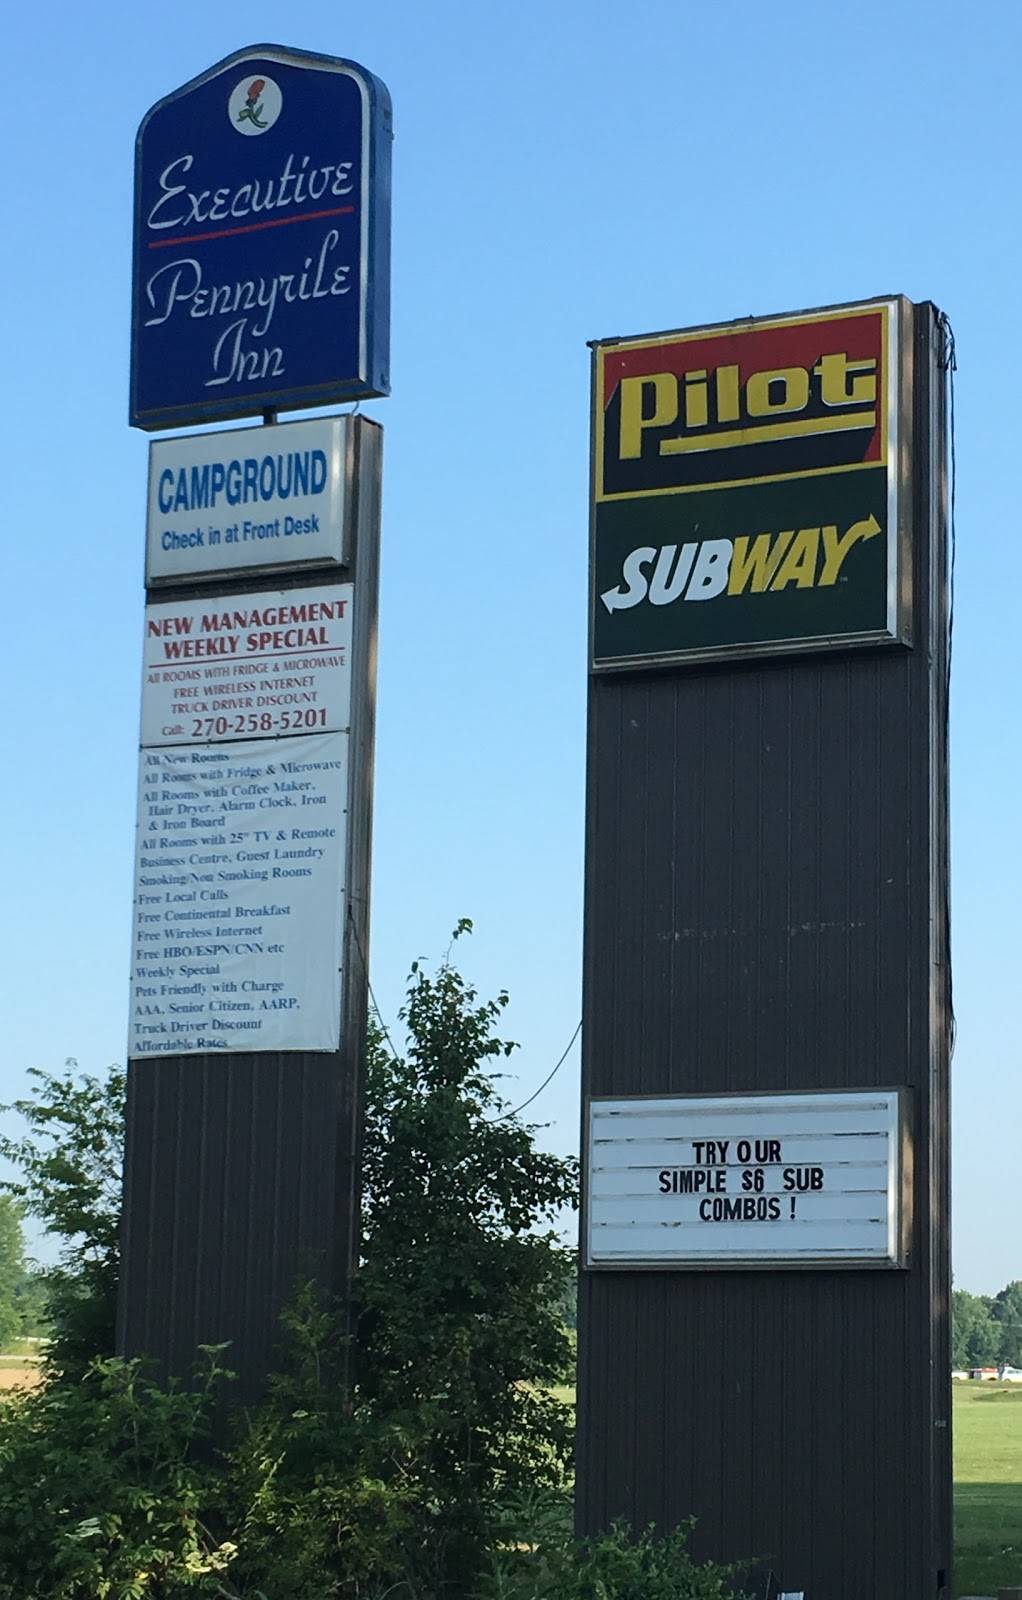 Executive
Pennyrile
Inn
CAMPGROUND
Check in at Front Desk
NEW MANAGEMENT
WEEKLY SPECIAL
All ROOMS WITH FRIDGE & MICROWAVE
FREE WIRELESS INTERNET
TRUCK DRIVER DISCOUNT
Call: 270-258-5201
All New Rooms
All Rooms with Fridge & Microwave
All Rooms with Coffee Maker,
Hair Dryer, Alarm Clock, Iron
& Iron Board
All Rooms with 25" TV & Remote
Business Centre, Guest Laundry
Smoking/Non Smoking Rooms
Free Local Calls
Free Continental Breakfast
Free Wireless Internet
Free HBO/ESPN/CNN etc
Weekly Special
Pets Friendly with Charge
AAA, Senior Citizen, AARP,
Truck Driver Discount
Affordable Rates
Pilot
SUBWAY
TRY OUR
SIMPLE $6 SUB
COMBOS !